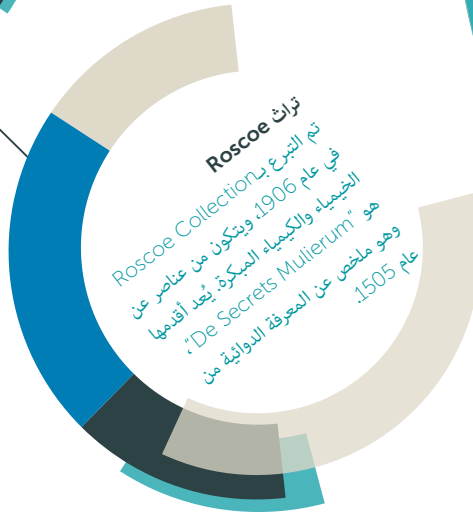 تراث Roscoe
تم التبرع بـRoscoe Collection
في عام 1906. ويتكون من عناصر عن
الخيمياء والكيمياء المبكرة. يُعد أقدمها
هو "De Secrets Mulierum"،
وهو ملخص عن المعرفة الدوائية من
عام 1505.